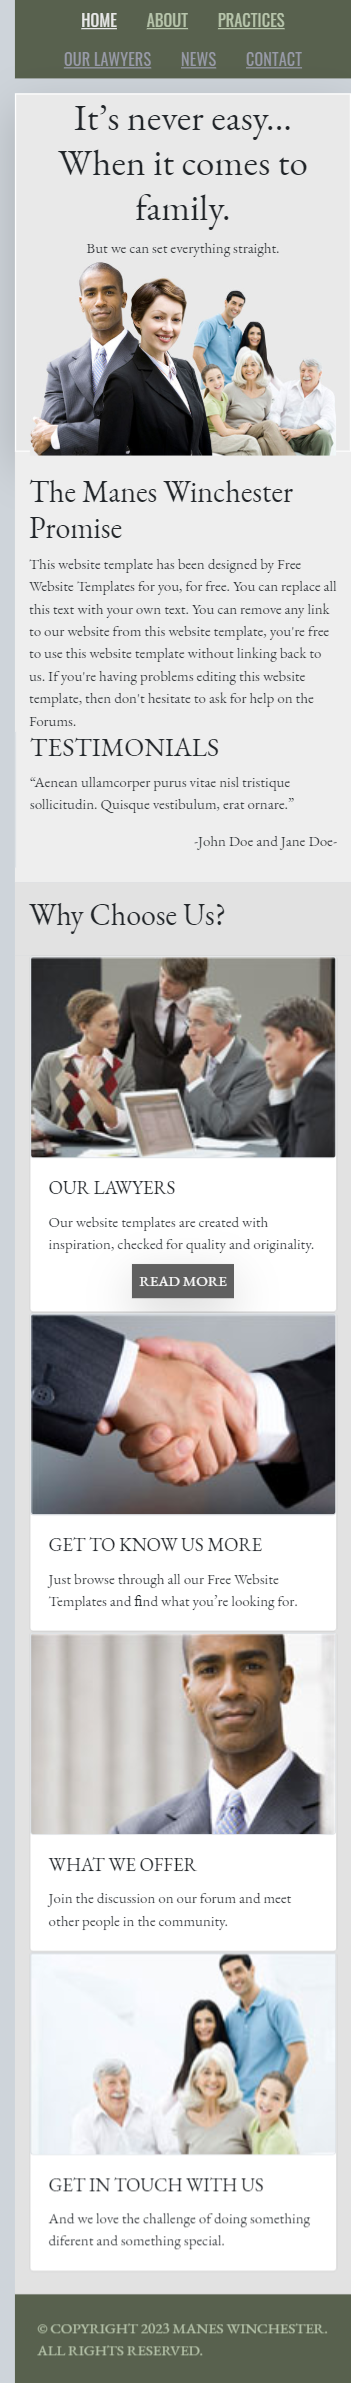 HOME ABOUT PRACTICES
OUR LAWYERS NEWS CONTACT
It’s never easy...
When it comes to
family.
But we can set everything straight.
The Manes Winchester
Promise
This website template has been designed by Free
Website Templates for you, for free. You can replace all
this text with your own text. You can remove any link
to our website from this website template, you're free
to use this website template without linking back to
us. If you're having problems editing this website
template, then don't hesitate to ask for help on the
Forums.
TESTIMONIALS
“Aenean ullamcorper purus vitae nisl tristique
sollicitudin. Quisque vestibulum, erat ornare.”
-John Doe and Jane Doe-
Why Choose Us?
OUR LAWYERS
Our website templates are created with
inspiration, checked for quality and originality.
READ MORE
GET TO KNOW US MORE
Just browse through all our Free Website
Templates and find what you’re looking for.
WHAT WE OFFER
Join the discussion on our forum and meet
other people in the community.
GET IN TOUCH WITH US
And we love the challenge of doing something
diferent and something special.
© COPYRIGHT 2023 MANES WINCHESTER.
ALL RIGHTS RESERVED.